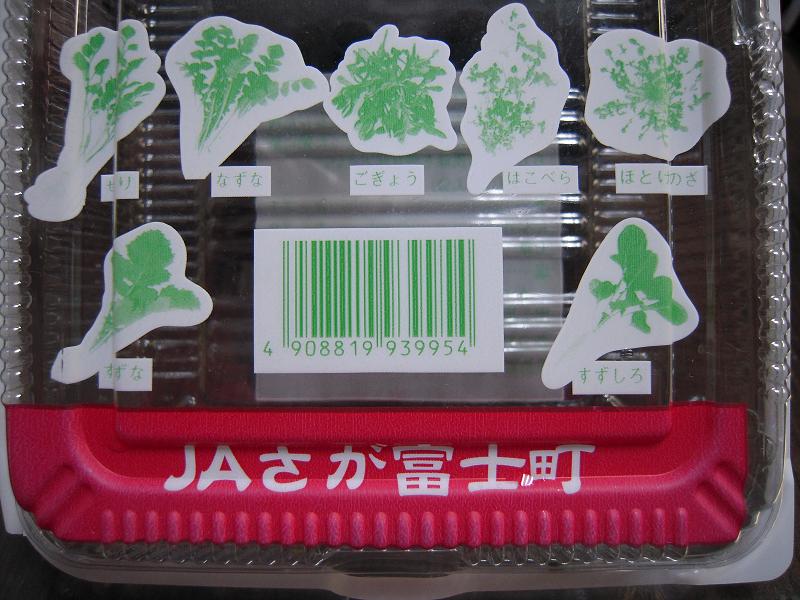 せり
なずな
ごぎょう
はこべら
ほとけのざ
すずな
すずしろ
4 908819 939954
JAさが富士町